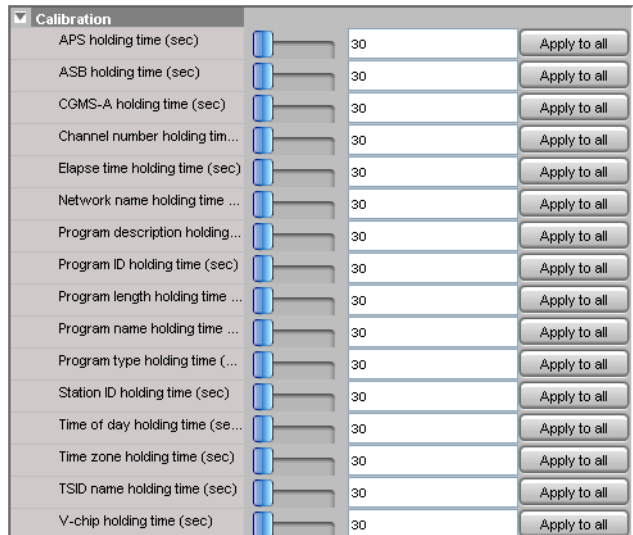 Calibration
APS holding time (sec) 30 Apply to all
ASB holding time (sec) 30 Apply to all
CGMS-A holding time (sec) 30 Apply to all
Channel number holding tim... 30 Apply to all
Elapse time holding time (sec) 30 Apply to all
Network name holding time ... 30 Apply to all
Program description holding... 30 Apply to all
Program ID holding time (sec) 30 Apply to all
Program length holding time ... 30 Apply to all
Program name holding time ... 30 Apply to all
Program type holding time (... 30 Apply to all
Station ID holding time (sec) 30 Apply to all
Time of day holding time (se... 30 Apply to all
Time zone holding time (sec) 30 Apply to all
TSID name holding time (sec) 30 Apply to all
V-chip holding time (sec) 30 Apply to all